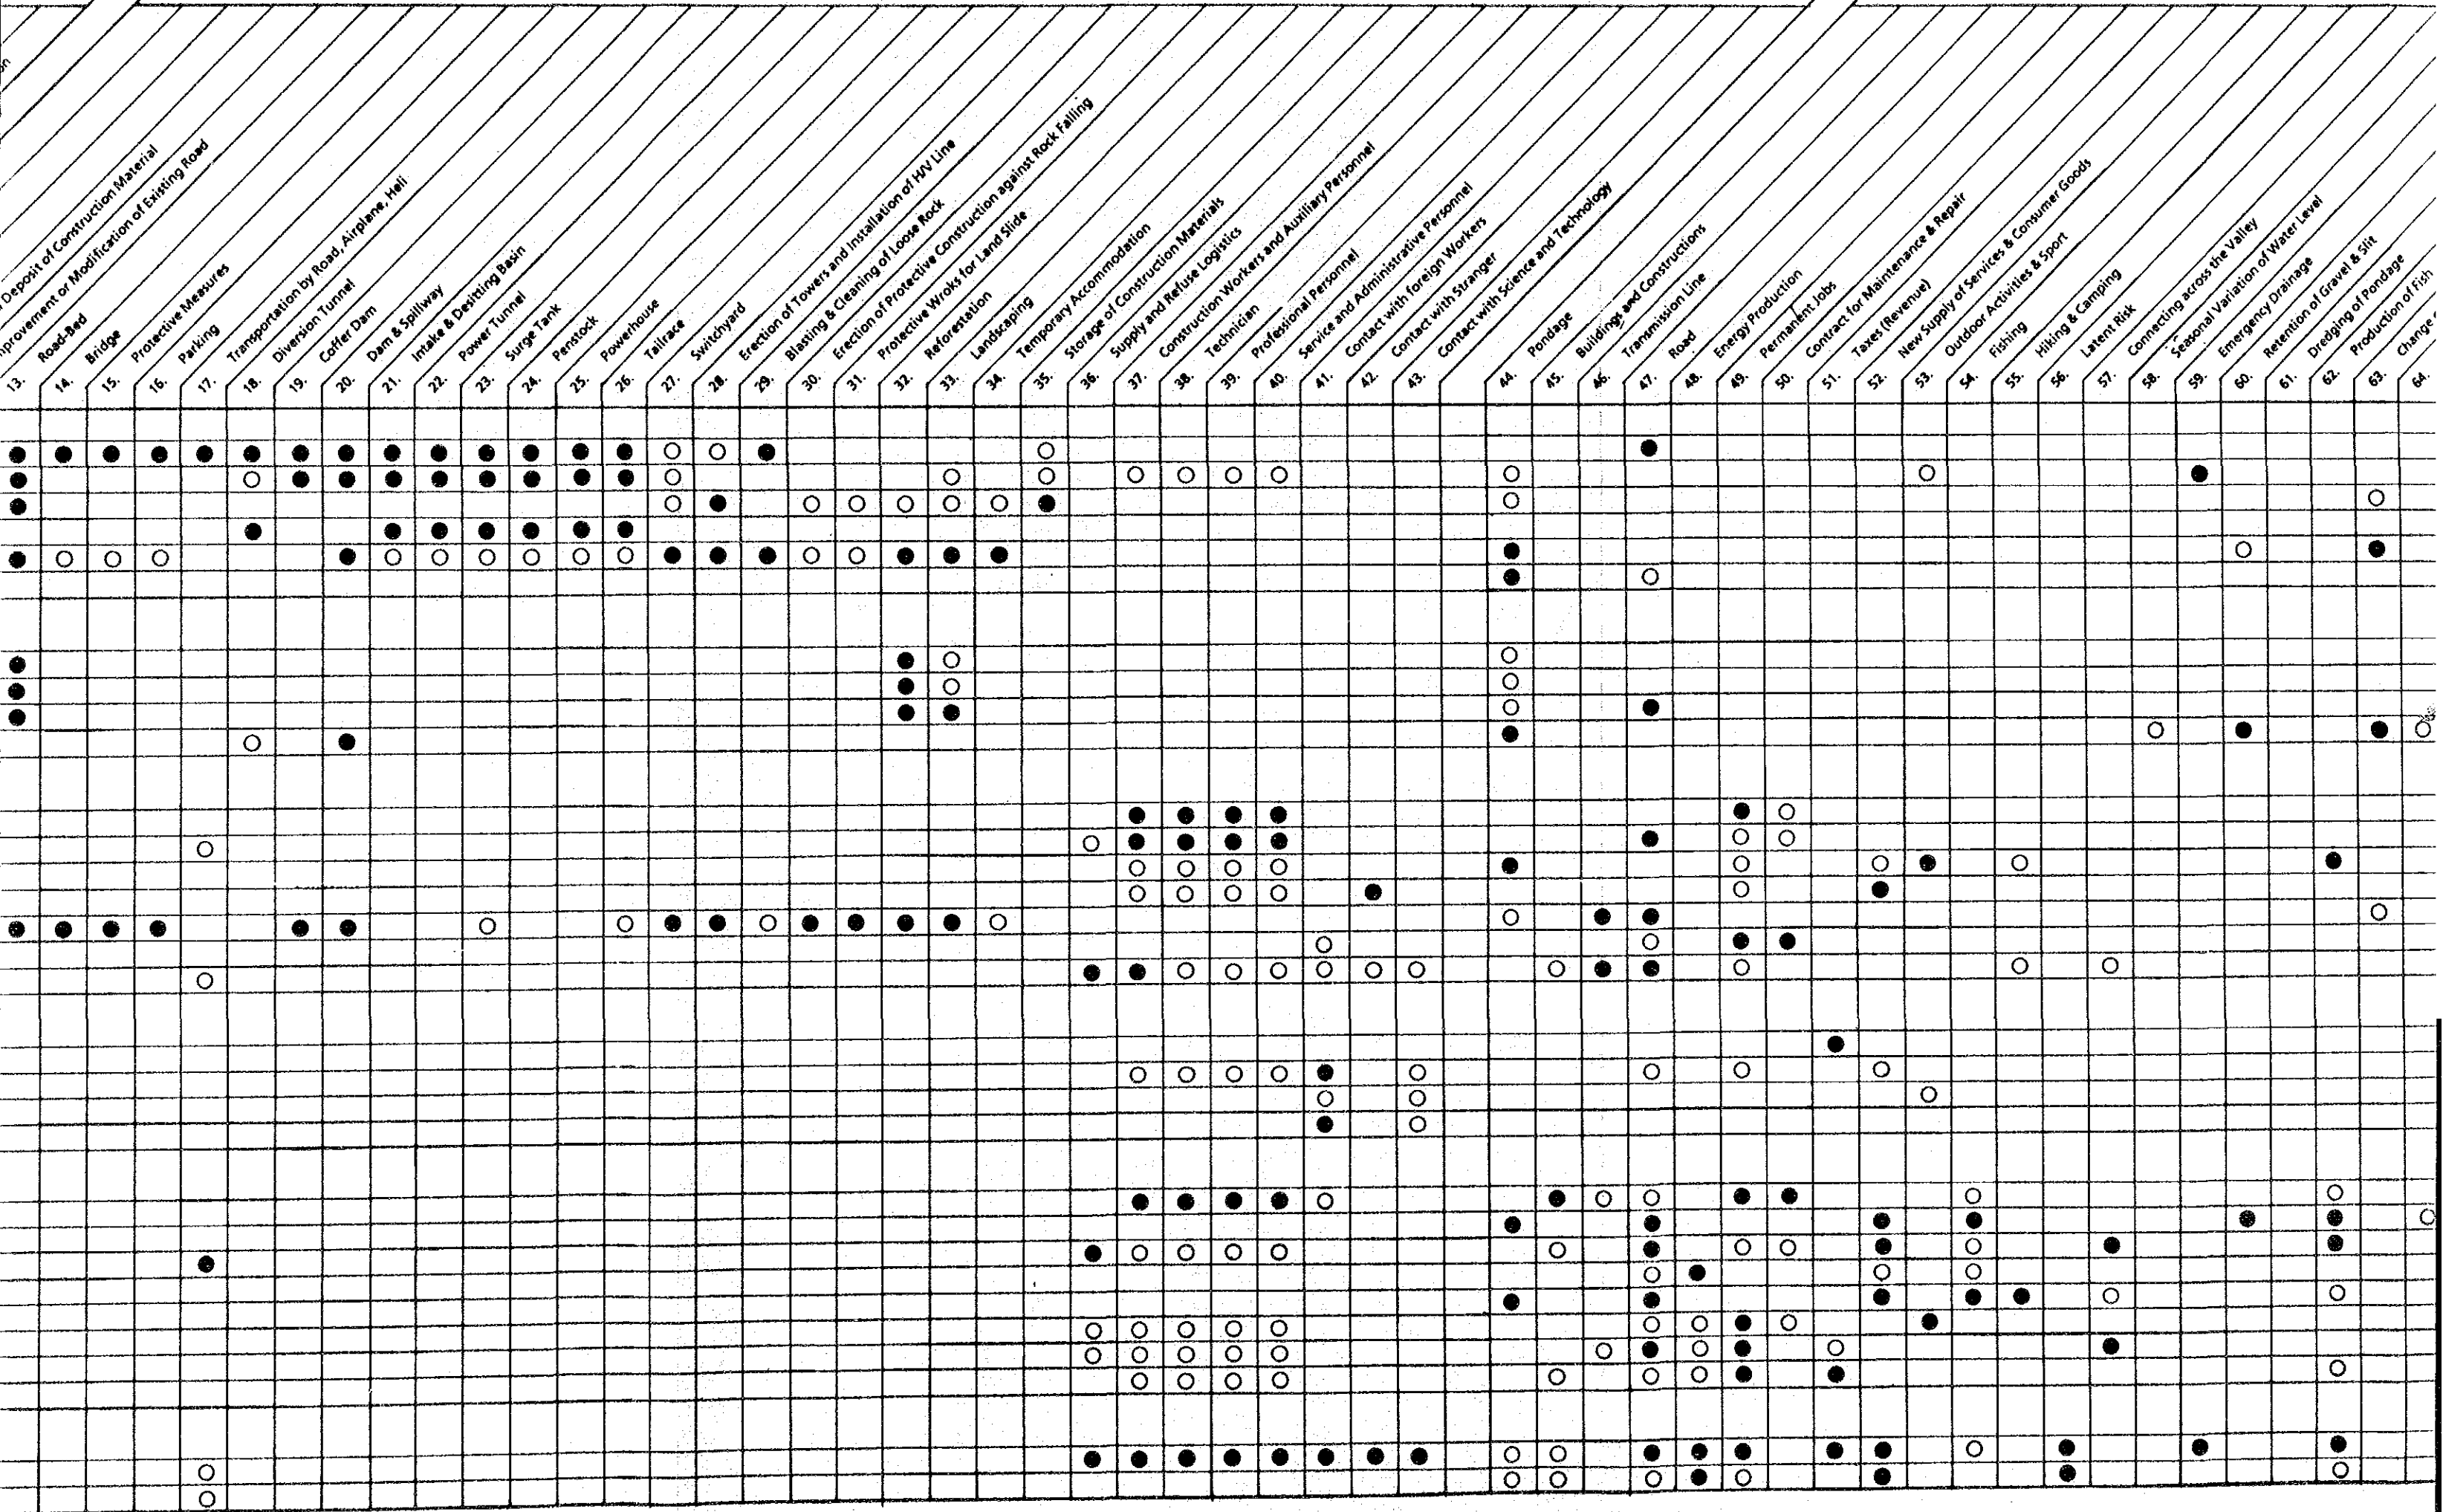 Deposit of Construction Material
mprovement or Modification of Existing Road
13. Road-Bed
14. Bridge
15. Protective Measures
16. Parking
17. Transportation by Road, Airplane, Heli
18. Diversion Tunnel
19. Coffer Dam
20. Dam & Spillway
21. Intake & Desitting Basin
22. Power Tunnel
23. Surge Tank
24. Penstock
25. Powerhouse
26. Tailrace
27. Switchyard
28. Erection of Towers and Installation of H/V Line
29. Blasting & Cleaning of Loose Rock
30. Erection of Protective Construction against Rock Falling
31. Protective Wroks for Land Slide
32. Reforestation
33. Landscaping
34. Temporary Accommodation
35. Storage of Construction Materials
36. Supply and Refuse Logistics
37. Construction Workers and Auxiliary Personnel
38. Technician
39. Professional Personnel
40. Service and Administrative Personnel
41. Contact with foreign Workers
42. Contact with Stranger
43. Contact with Science and Technology
44. Pondage
45. Buildings and Constructions
46. Transmission Line
47. Road
48. Energy Production
49. Permanent Jobs
50. Contract for Maintenance & Repair
51. Taxes (Revenue)
52. New Supply of Services & Consumer Goods
53. Outdoor Activities & Sport
54. Fishing
55. Hiking & Camping
56. Latent Risk
57. Connecting across the Valley
58. Seasonal Variation of Water Level
59. Emergency Drainage
60. Retention of Gravel & Slit
61. Dredging of Pondage
62. Production of Fish
63. Change
64.